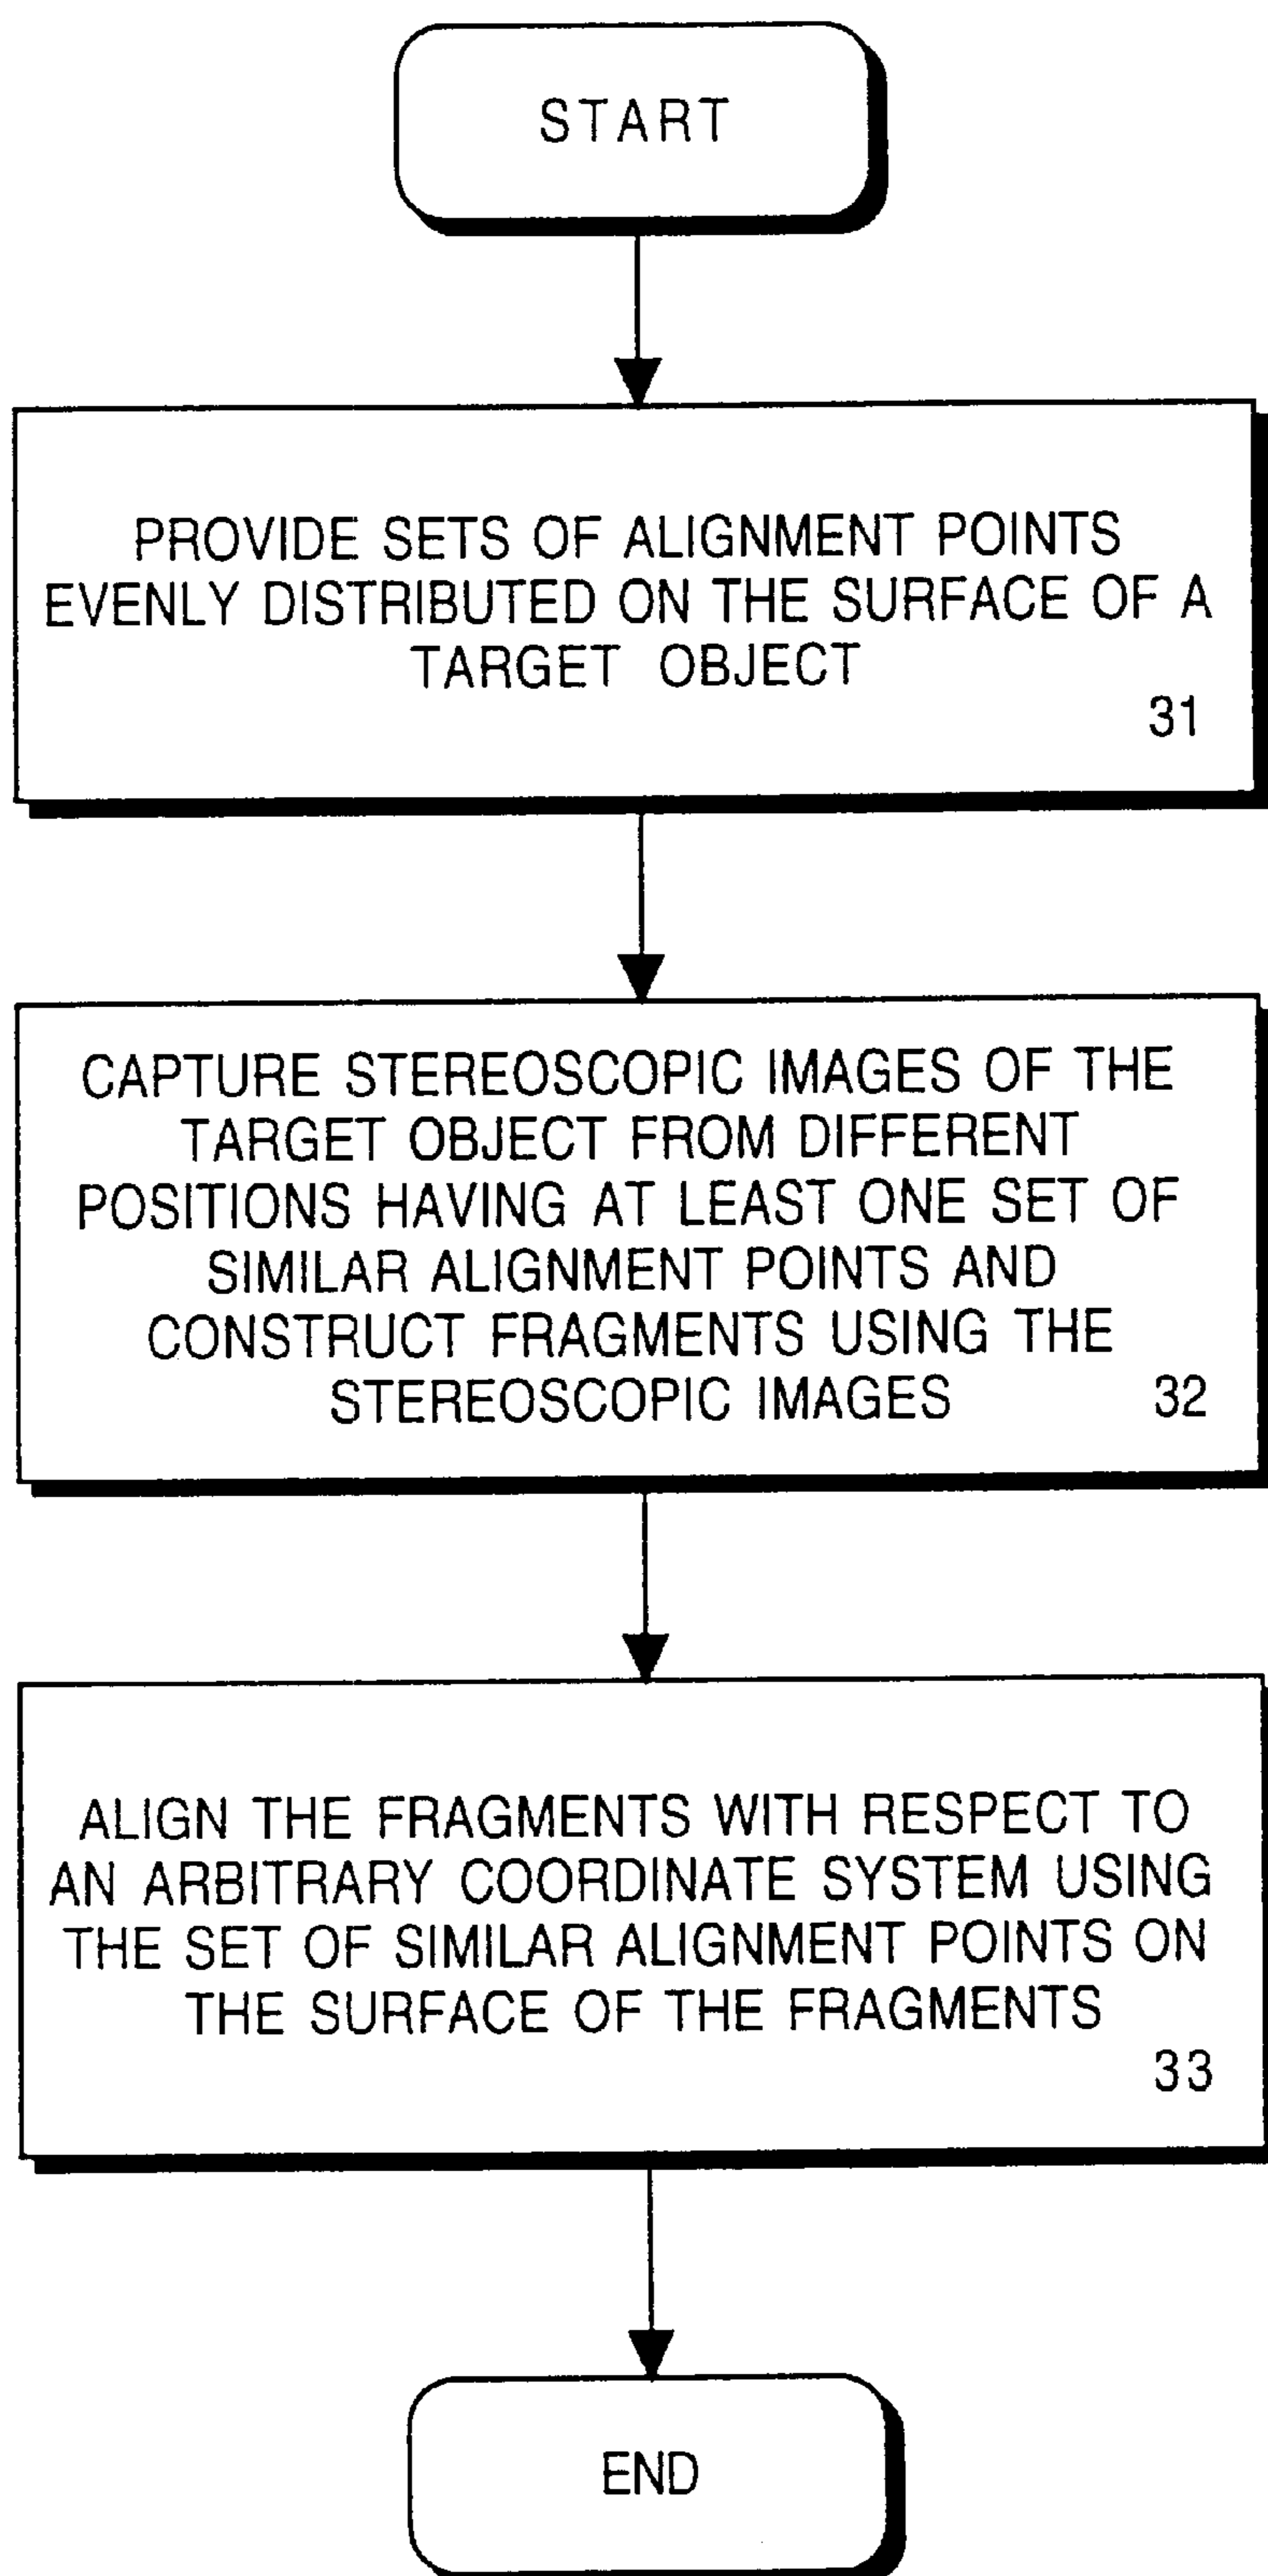 START
PROVIDE SETS OF ALIGNMENT POINTS
EVENLY DISTRIBUTED ON THE SURFACE OF A
TARGET OBJECT
31
CAPTURE STEREOSCOPIC IMAGES OF THE
TARGET OBJECT FROM DIFFERENT
POSITIONS HAVING AT LEAST ONE SET OF
SIMILAR ALIGNMENT POINTS AND
CONSTRUCT FRAGMENTS USING THE
STEREOSCOPIC IMAGES 32
ALIGN THE FRAGMENTS WITH RESPECT TO
AN ARBITRARY COORDINATE SYSTEM USING
THE SET OF SIMILAR ALIGNMENT POINTS ON
THE SURFACE OF THE FRAGMENTS
33
END